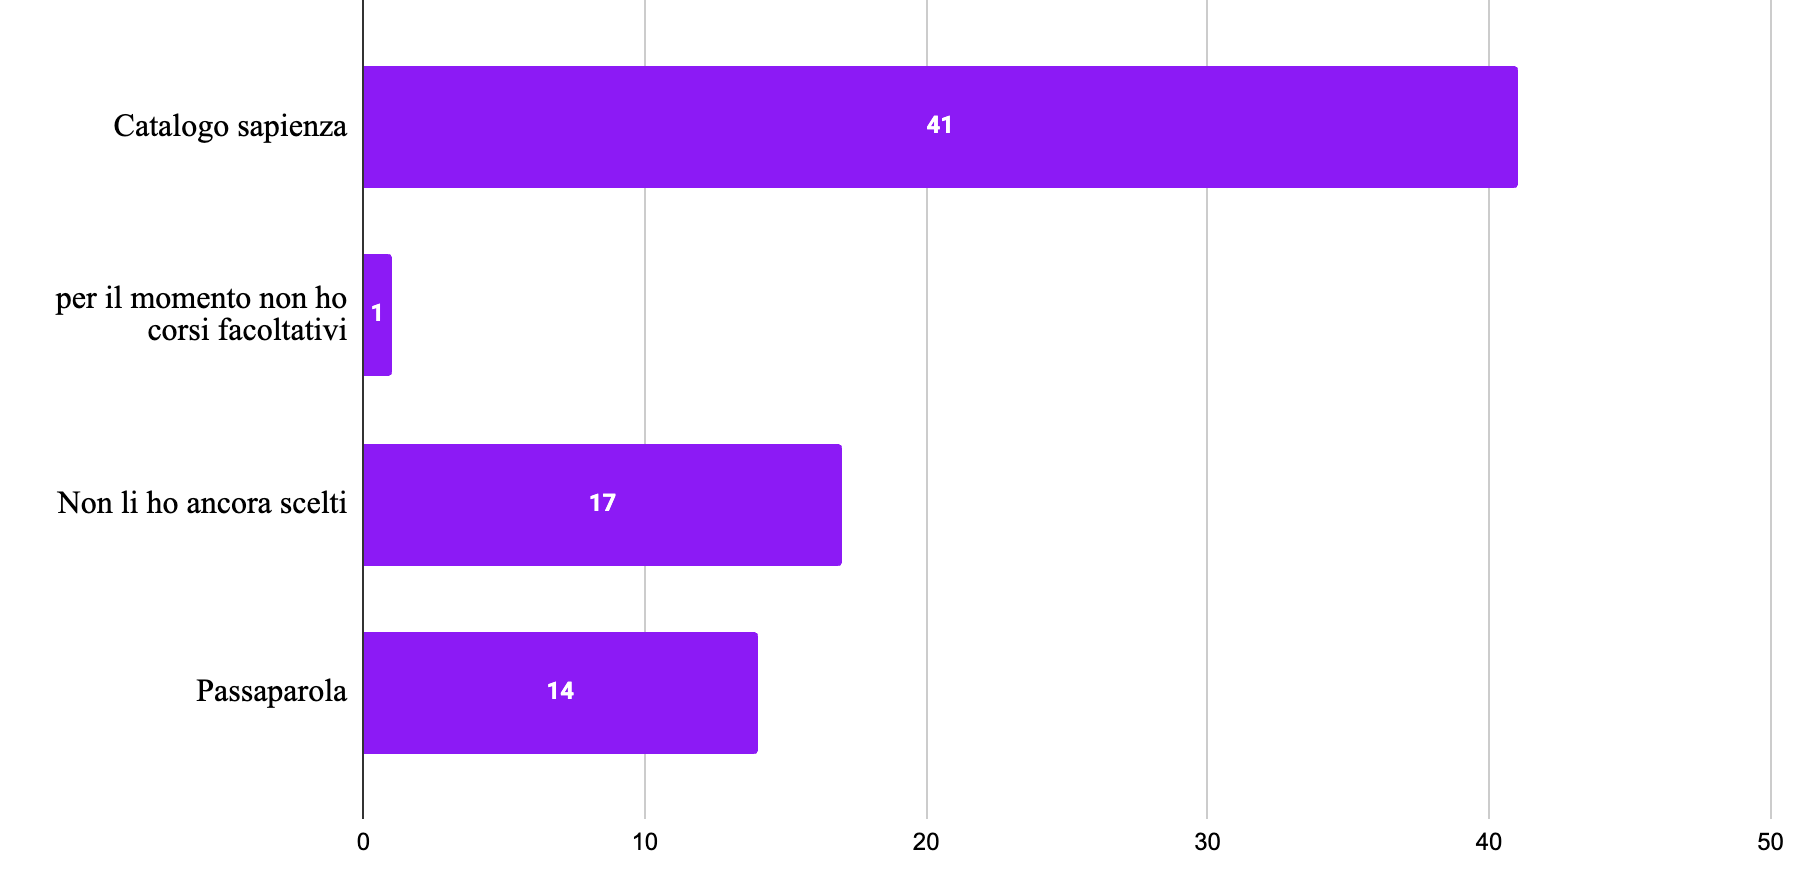 Catalogo sapienza
41
per il momento non ho
corsi facoltativi
1
Non li ho ancora scelti
17
Passaparola
14
0 10 20 30 40 50